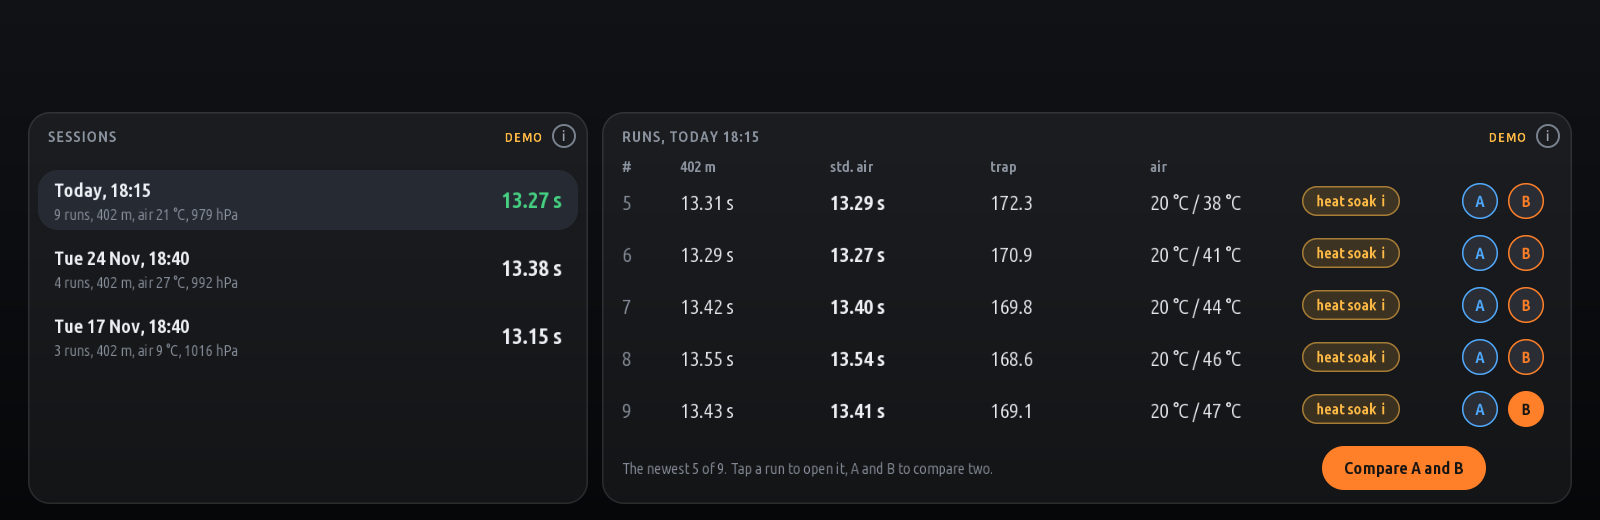 SESSIONS
DEMO i
Today, 18:15
13.27 s
9 runs, 402 m, air 21 °C, 979 hPa
Tue 24 Nov, 18:40
13.38 s
4 runs, 402 m, air 27 °C, 992 hPa
Tue 17 Nov, 18:40
13.15 s
3 runs, 402 m, air 9 °C, 1016 hPa
RUNS, TODAY 18:15
DEMO i
# 402 m std. air trap air
5 13.31 s 13.29 s 172.3 20 °C / 38 °C heat soak i A B
6 13.29 s 13.27 s 170.9 20 °C / 41 °C heat soak i A B
7 13.42 s 13.40 s 169.8 20 °C / 44 °C heat soak i A B
8 13.55 s 13.54 s 168.6 20 °C / 46 °C heat soak i A B
9 13.43 s 13.41 s 169.1 20 °C / 47 °C heat soak i A B
The newest 5 of 9. Tap a run to open it, A and B to compare two.
Compare A and B